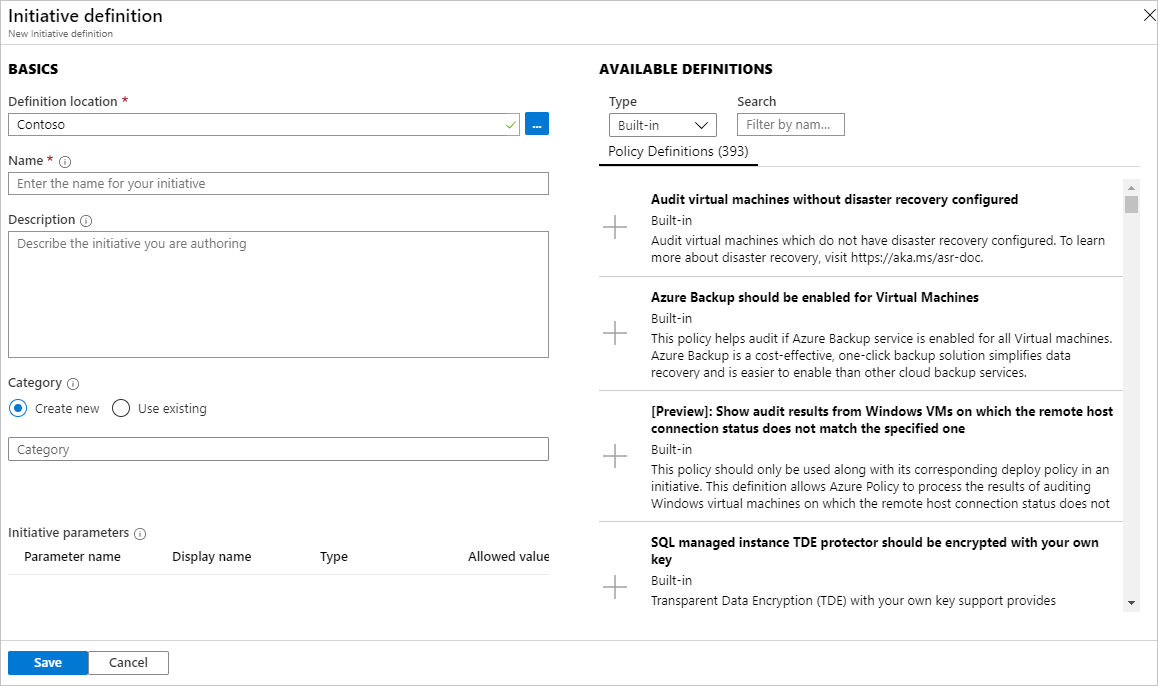 Initiative definition
New Initiative definition
BASICS
Definition location *
Contoso
...
Name *
Enter the name for your initiative
Description
Describe the initiative you are authoring
Category
Create new
Use existing
Category
Initiative parameters
Parameter name Display name Type Allowed value
AVAILABLE DEFINITIONS
Type Search
Built-in Filter by nam...
Policy Definitions (393)
Audit virtual machines without disaster recovery configured
Built-in
Audit virtual machines which do not have disaster recovery configured. To learn
more about disaster recovery, visit https://aka.ms/asr-doc.
Azure Backup should be enabled for Virtual Machines
Built-in
This policy helps audit if Azure Backup service is enabled for all Virtual machines.
Azure Backup is a cost-effective, one-click backup solution simplifies data
recovery and is easier to enable than other cloud backup services.
[Preview]: Show audit results from Windows VMs on which the remote host
connection status does not match the specified one
Built-in
This policy should only be used along with its corresponding deploy policy in an
initiative. This definition allows Azure Policy to process the results of auditing
Windows virtual machines on which the remote host connection status does not
SQL managed instance TDE protector should be encrypted with your own
key
Built-in
Transparent Data Encryption (TDE) with your own key support provides
Save Cancel